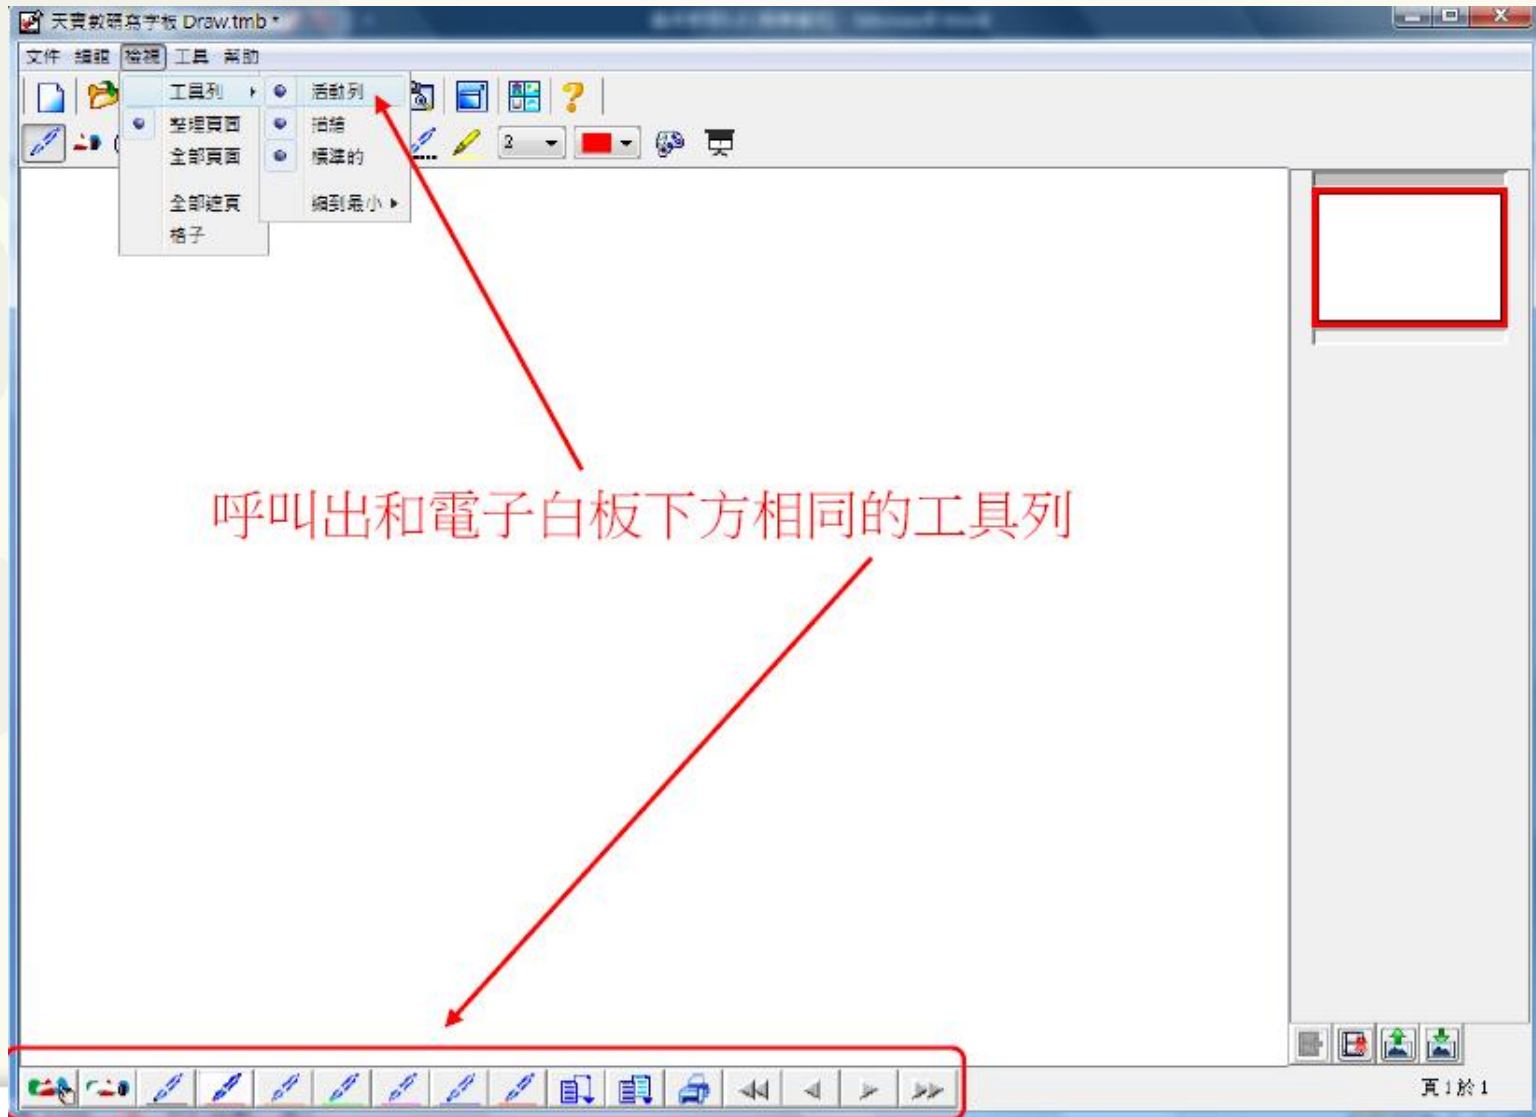 天寶數研寫字板 Draw.tmb *
文件 編輯 檢視 工具 幫助
工具列 活動列
整理頁面 描繪
2
全部頁面 標準的
全部遮頁 縮到最小
格子
呼叫出和電子白板下方相同的工具列
頁 1 於 1